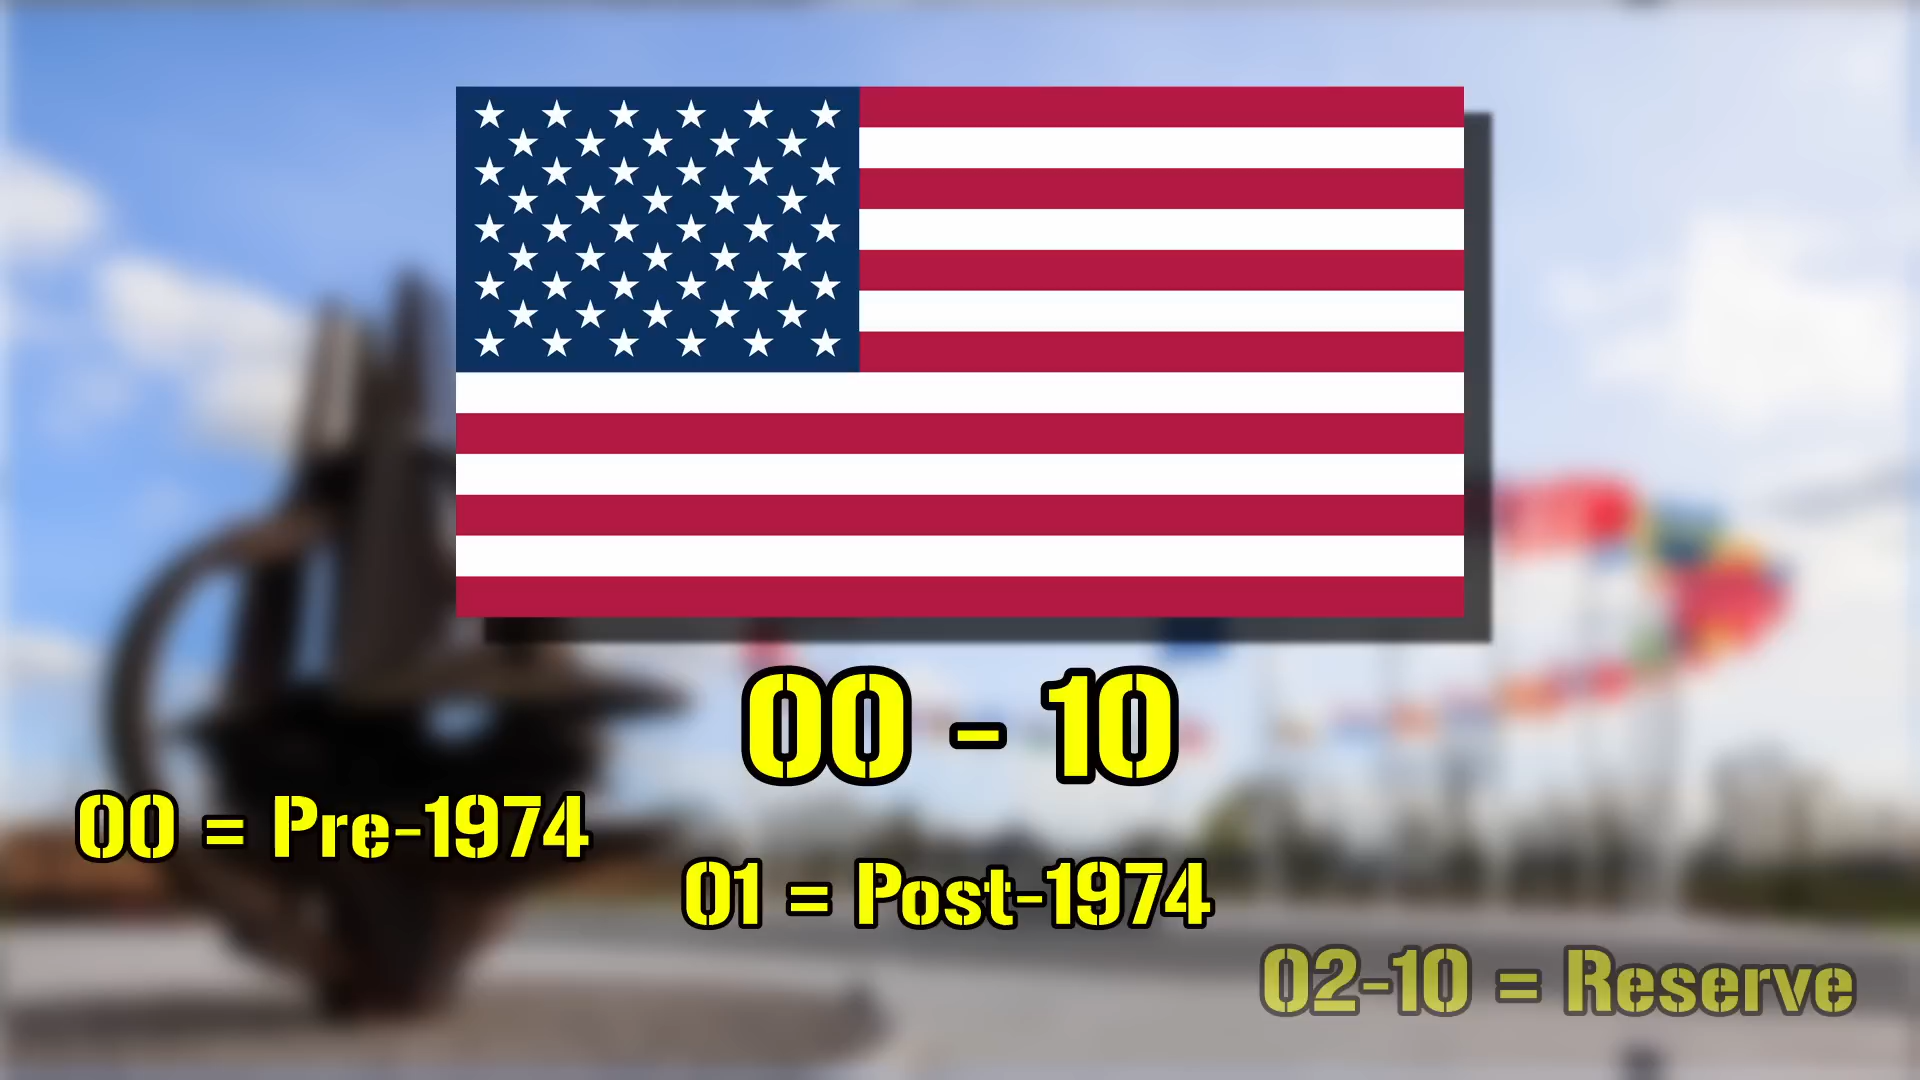 00 - 10
00 = Pre-1974
01 = Post-1974
02-10 = Reserve